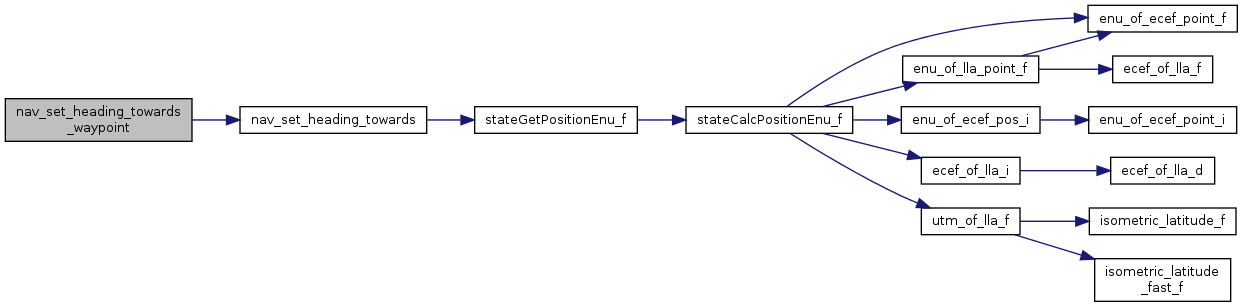 nav_set_heading_towards
_waypoint
nav_set_heading_towards
stateGetPositionEnu_f
stateCalcPositionEnu_f
enu_of_ecef_point_f
enu_of_lla_point_f
ecef_of_lla_f
enu_of_ecef_pos_i
enu_of_ecef_point_i
ecef_of_lla_i
ecef_of_lla_d
utm_of_lla_f
isometric_latitude_f
isometric_latitude
_fast_f